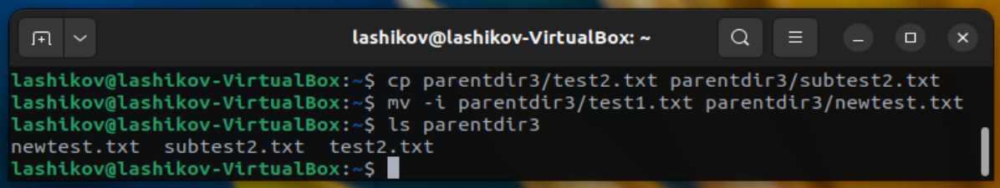 lashikov@lashikov-VirtualBox: ~
lashikov@lashikov-VirtualBox:~$ cp parentdir3/test2.txt parentdir3/subtest2.txt
lashikov@lashikov-VirtualBox:~$ mv -i parentdir3/test1.txt parentdir3/newtest.txt
lashikov@lashikov-VirtualBox:~$ ls parentdir3
newtest.txt  subtest2.txt  test2.txt
lashikov@lashikov-VirtualBox:~$